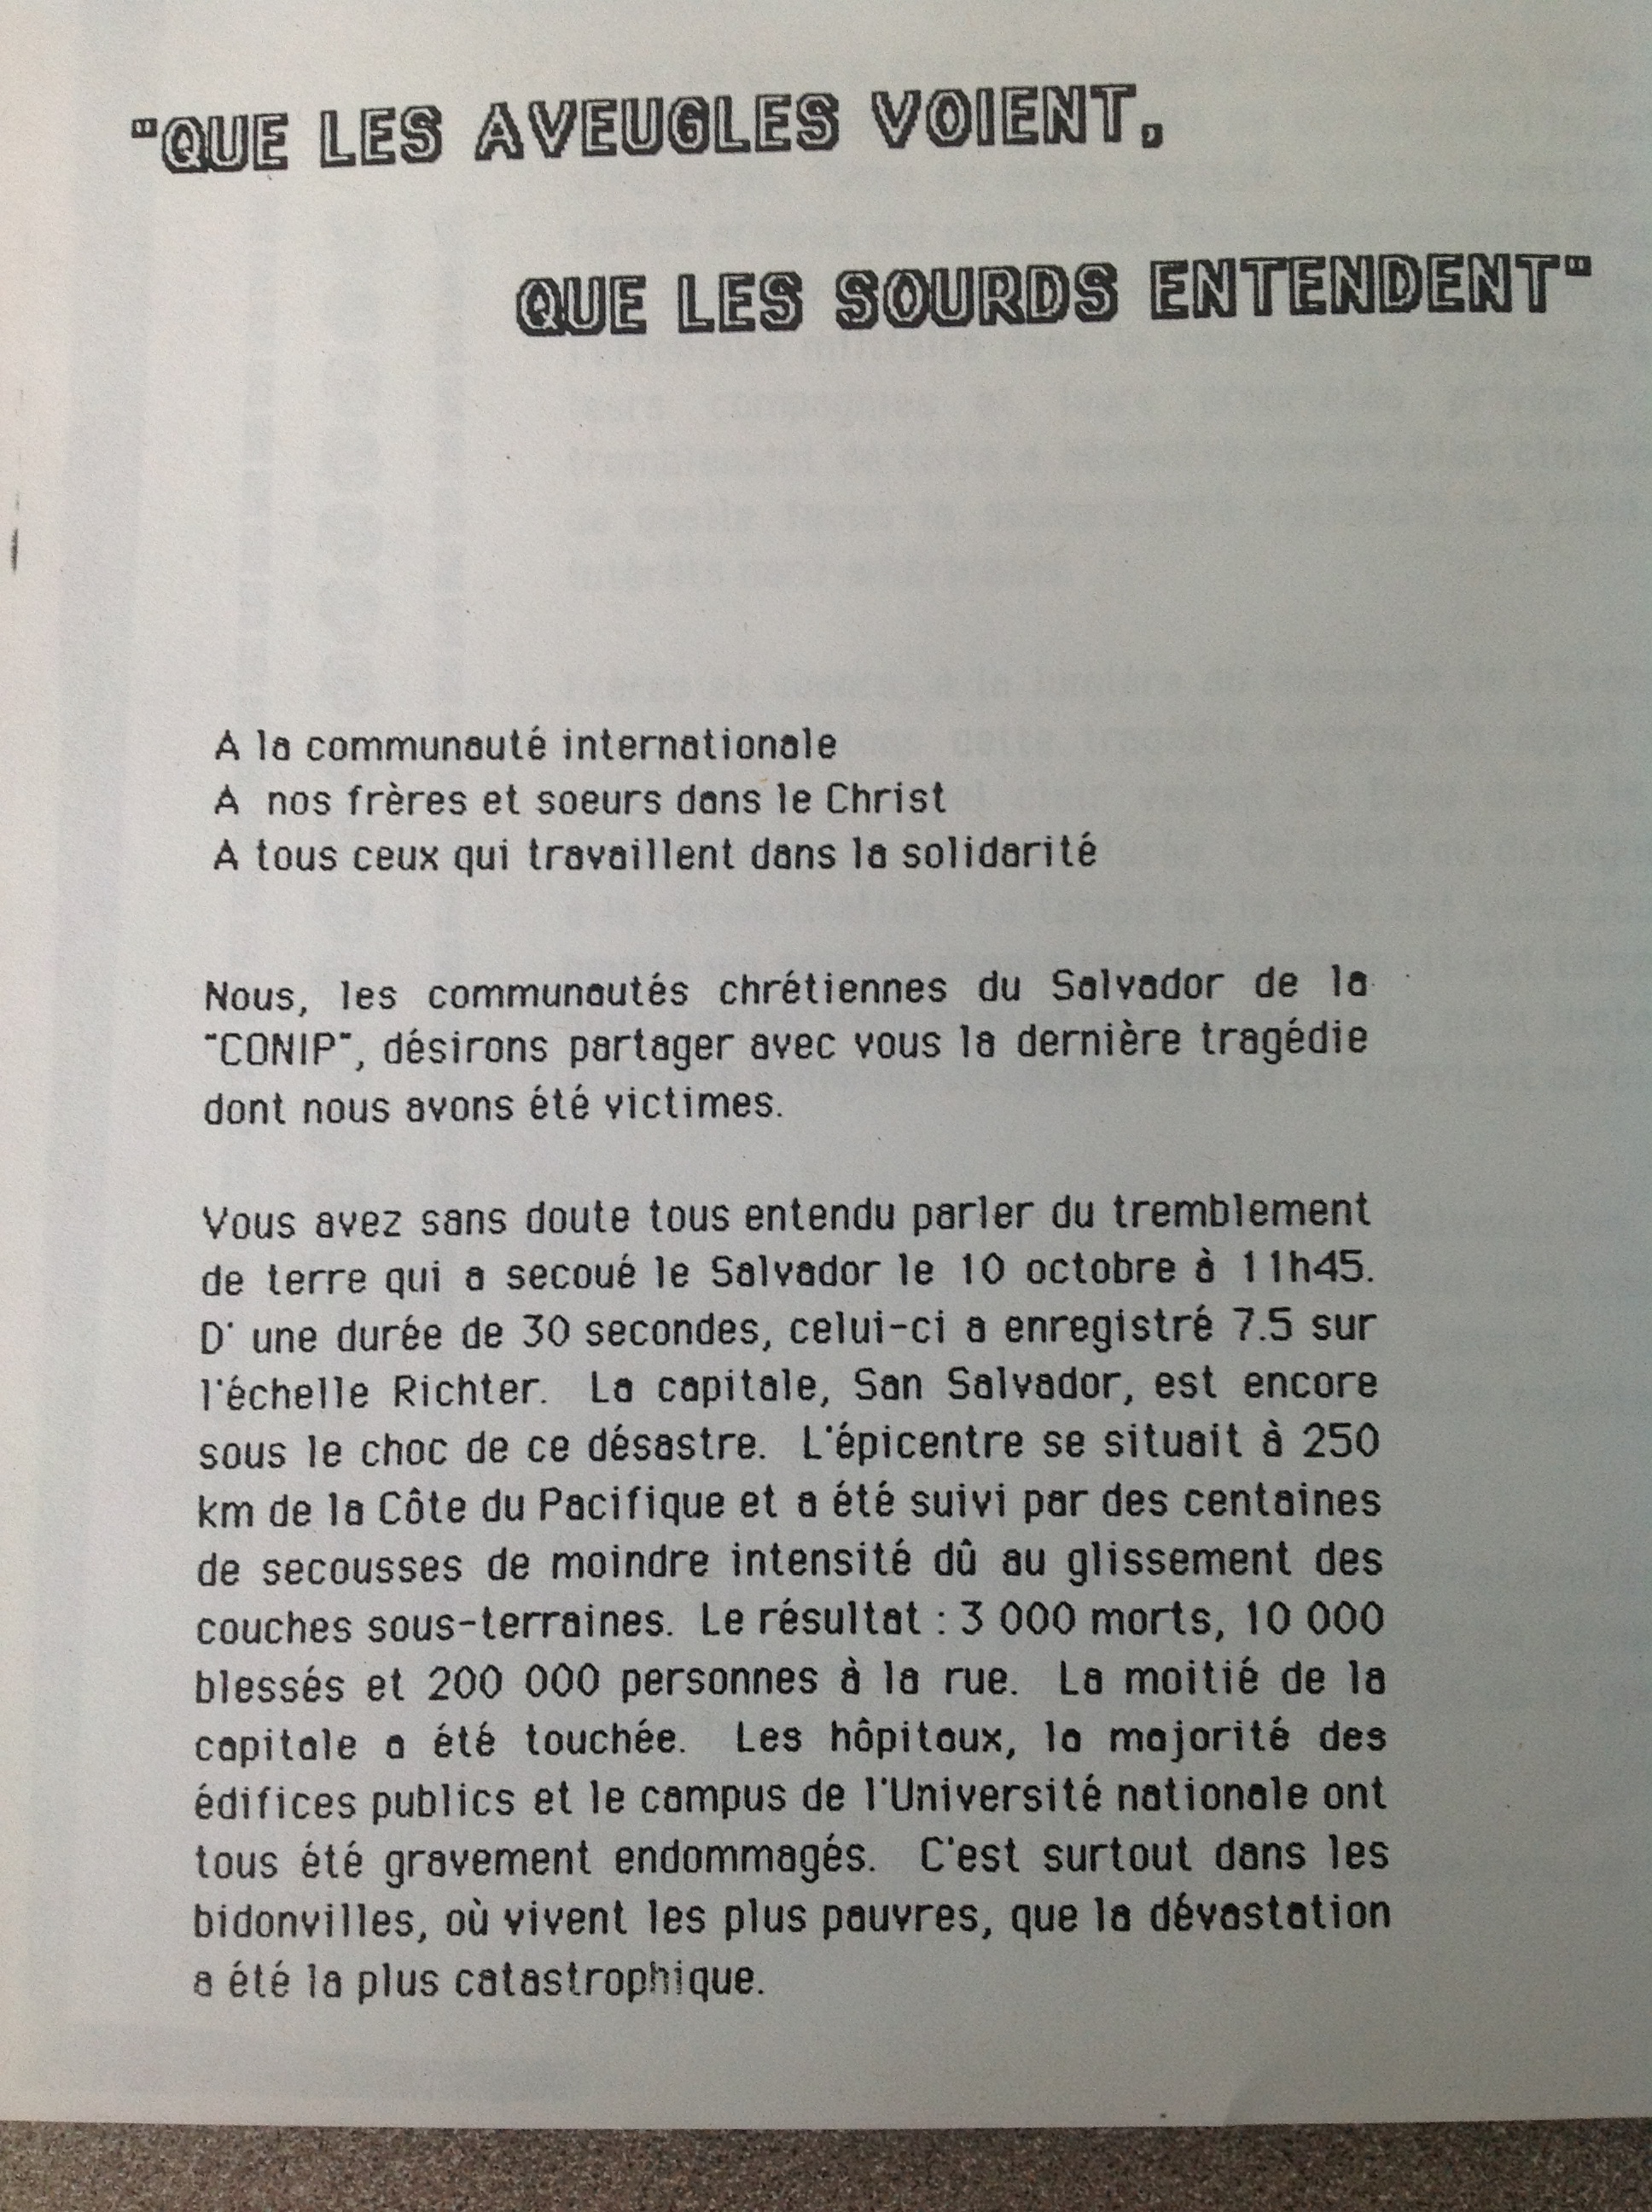 "QUE LES AVEUGLES VOIENT,
QUE LES SOURDS ENTENDENT"
A la communauté internationale
A nos frères et soeurs dans le Christ
A tous ceux qui travaillent dans la solidarité
Nous, les communautés chrétiennes du Salvador de la
"CONIP", désirons partager avec vous la dernière tragédie
dont nous avons été victimes.
Vous avez sans doute tous entendu parler du tremblement
de terre qui a secoué le Salvador le 10 octobre à 11h45.
D' une durée de 30 secondes, celui-ci a enregistré 7.5 sur
l'échelle Richter. La capitale, San Salvador, est encore
sous le choc de ce désastre. L'épicentre se situait à 250
km de la Côte du Pacifique et a été suivi par des centaines
de secousses de moindre intensité dû au glissement des
couches sous-terraines. Le résultat : 3 000 morts, 10 000
blessés et 200 000 personnes à la rue. La moitié de la
capitale a été touchée. Les hôpitaux, la majorité des
édifices publics et le campus de l'Université nationale ont
tous été gravement endommagés. C'est surtout dans les
bidonvilles, où vivent les plus pauvres, que la dévastation
a été la plus catastrophique.